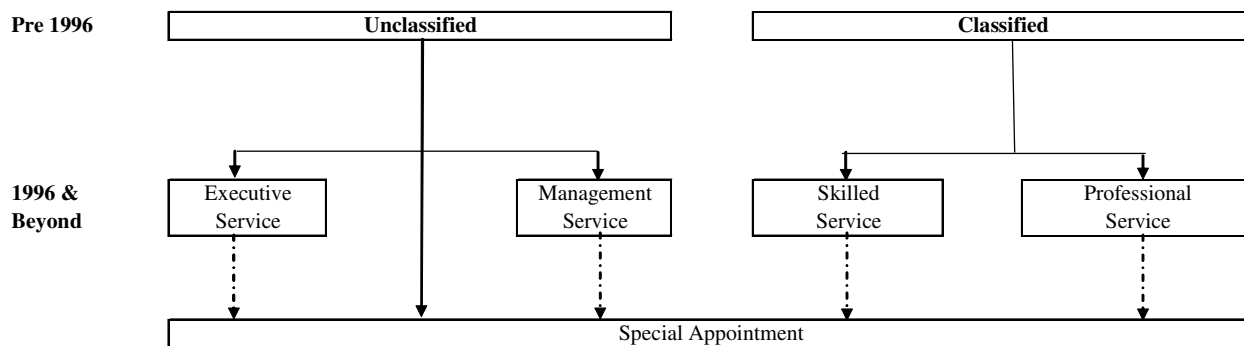 Pre 1996
Unclassified
Classified
1996 &
Beyond
Executive
Service
Management
Service
Skilled
Service
Professional
Service
Special Appointment